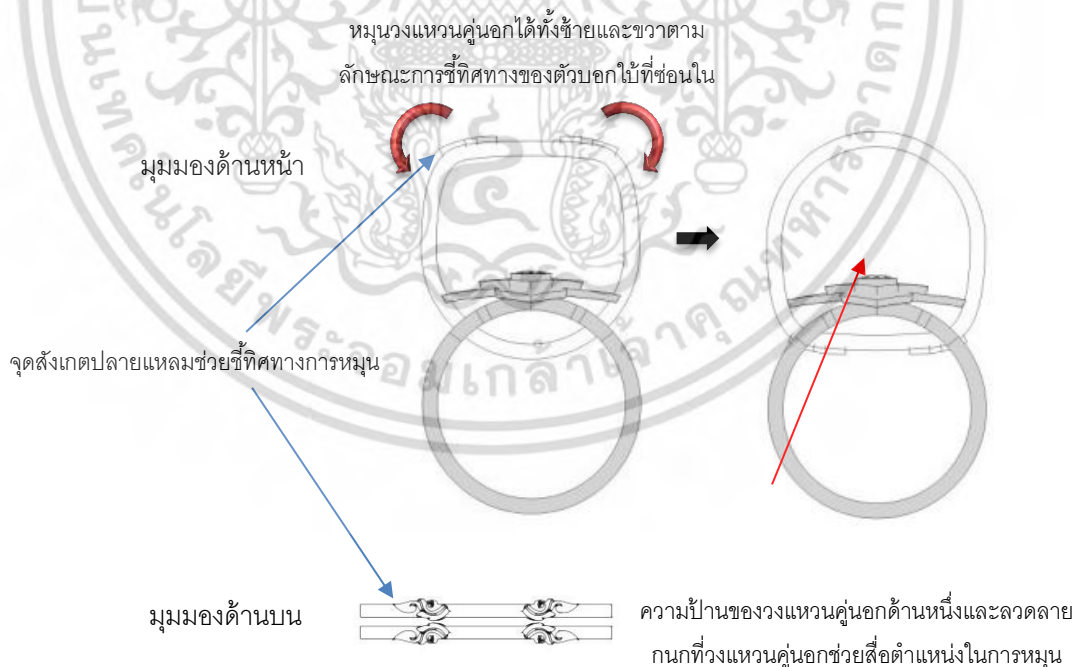 หมุนวงแหวนคู่นอกได้ทั้งซ้ายและขวาตาม
ลักษณะการชี้ทิศทางของตัวบอกใบ้ที่ซ่อนใน
มุมมองด้านหน้า
จุดสังเกตปลายแหลมช่วยชี้ทิศทางการหมุน
มุมมองด้านบน
ความป้านของวงแหวนคู่นอกด้านหนึ่งและลวดลาย
กนกที่วงแหวนคู่นอกช่วยสื่อตำแหน่งในการหมุน